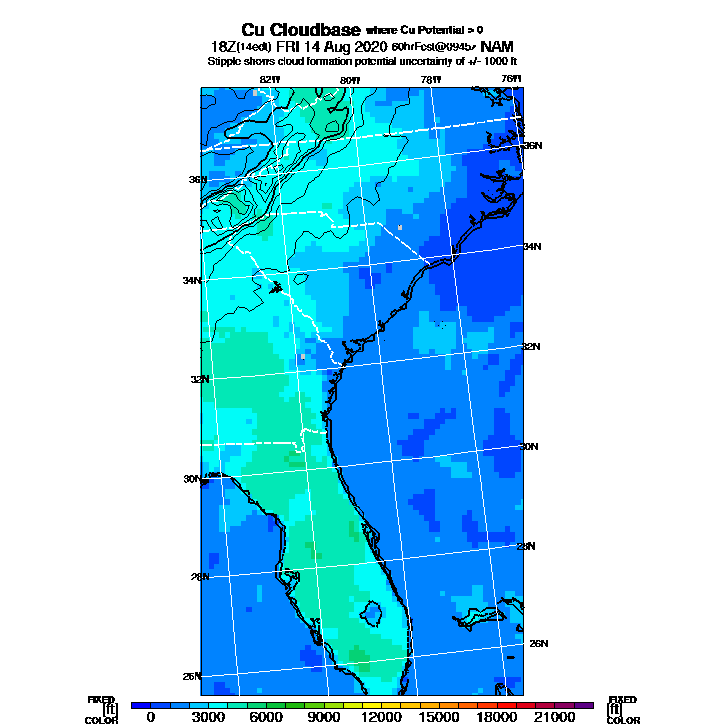 Cu Cloudbase where Cu Potential > 0
18Z(14edt) FRI 14 Aug 2020 60hrFcst@0945z NAM
Stipple shows cloud formation potential uncertainty of +/- 1000 ft
82W 80W 78W 76W
36N
36N
34N
34N
32N
32N
30N
30N
28N
28N
26N
26N
FIXED FIXED
[ft] [ft]
COLOR 0 3000 6000 9000 12000 15000 18000 21000 COLOR